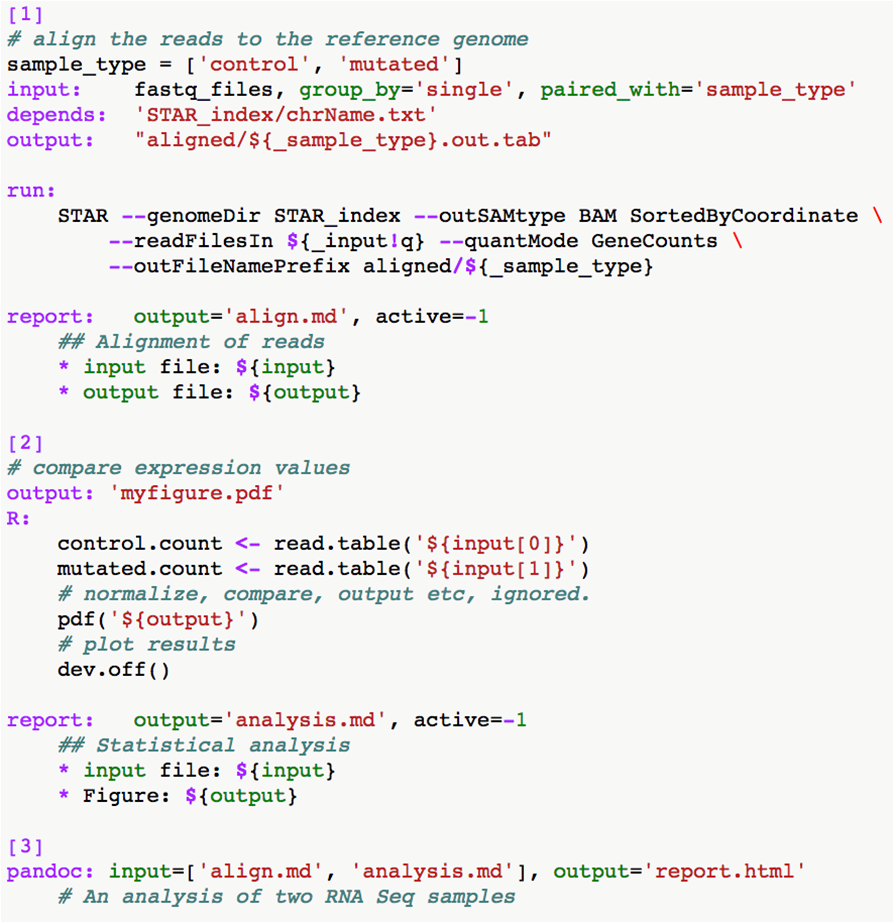 [1]
# align the reads to the reference genome
sample_type = ['control', 'mutated']
input:    fastq_files, group_by='single', paired_with='sample_type'
depends:  'STAR_index/chrName.txt'
output:   "aligned/${_sample_type}.out.tab"
run:
    STAR --genomeDir STAR_index --outSAMtype BAM SortedByCoordinate \
        --readFilesIn ${_input!q} --quantMode GeneCounts \
        --outFileNamePrefix aligned/${_sample_type}
report:   output='align.md', active=-1
    ## Alignment of reads
    * input file: ${input}
    * output file: ${output}
[2]
# compare expression values
output: 'myfigure.pdf'
R:
    control.count <- read.table('${input[0]}')
    mutated.count <- read.table('${input[1]}')
    # normalize, compare, output etc, ignored.
    pdf('${output}')
    # plot results
    dev.off()
report:   output='analysis.md', active=-1
    ## Statistical analysis
    * input file: ${input}
    * Figure: ${output}
[3]
pandoc: input=['align.md', 'analysis.md'], output='report.html'
    # An analysis of two RNA Seq samples